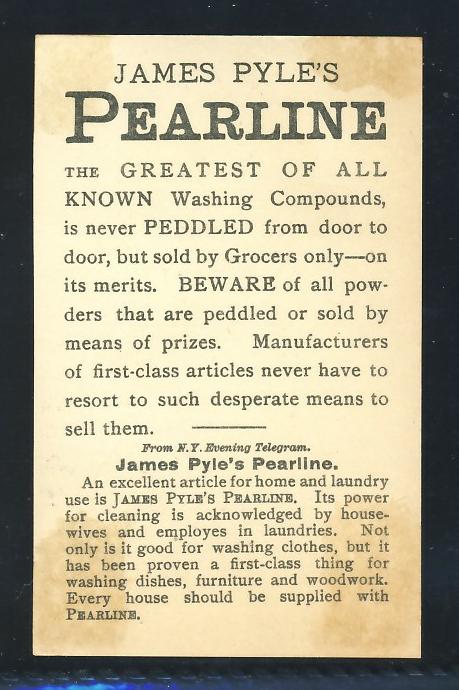 JAMES PYLE'S
PEARLINE
THE GREATEST OF ALL
KNOWN Washing Compounds,
is never PEDDLED from door to
door, but sold by Grocers only—on
its merits. BEWARE of all pow-
ders that are peddled or sold by
means of prizes. Manufacturers
of first-class articles never have to
resort to such desperate means to
sell them.
From N.Y. Evening Telegram.
James Pyle's Pearline.
An excellent article for home and laundry
use is JAMES PYLE'S PEARLINE. Its power
for cleaning is acknowledged by house-
wives and employes in laundries. Not
only is it good for washing clothes, but it
has been proven a first-class thing for
washing dishes, furniture and woodwork.
Every house should be supplied with
PEARLINE.